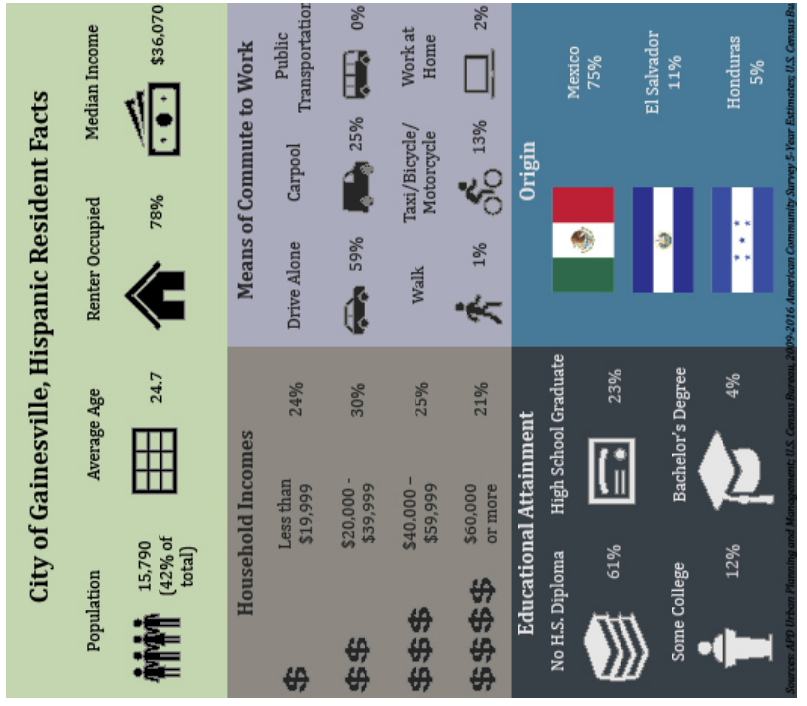 City of Gainesville, Hispanic Resident Facts
Population
15,790
(42% of
total)
Average Age
24.7
Renter Occupied
78%
Median Income
$36,070
Household Incomes
$
Less than
$19,999
24%
$$
$20,000 -
$39,999
30%
$$$
$40,000 –
$59,999
25%
$$$$
$60,000
or more
21%
Means of Commute to Work
Drive Alone
59%
Carpool
25%
Public
Transportation
0%
Walk
1%
Taxi/Bicycle/
Motorcycle
13%
Work at
Home
2%
Educational Attainment
No H.S. Diploma
61%
High School Graduate
23%
Some College
12%
Bachelor's Degree
4%
Origin
Mexico
75%
El Salvador
11%
Honduras
5%
Sources: APD Urban Planning and Management; U.S. Census Bureau, 2009-2016 American Community Survey 5-Year Estimates; U.S. Census